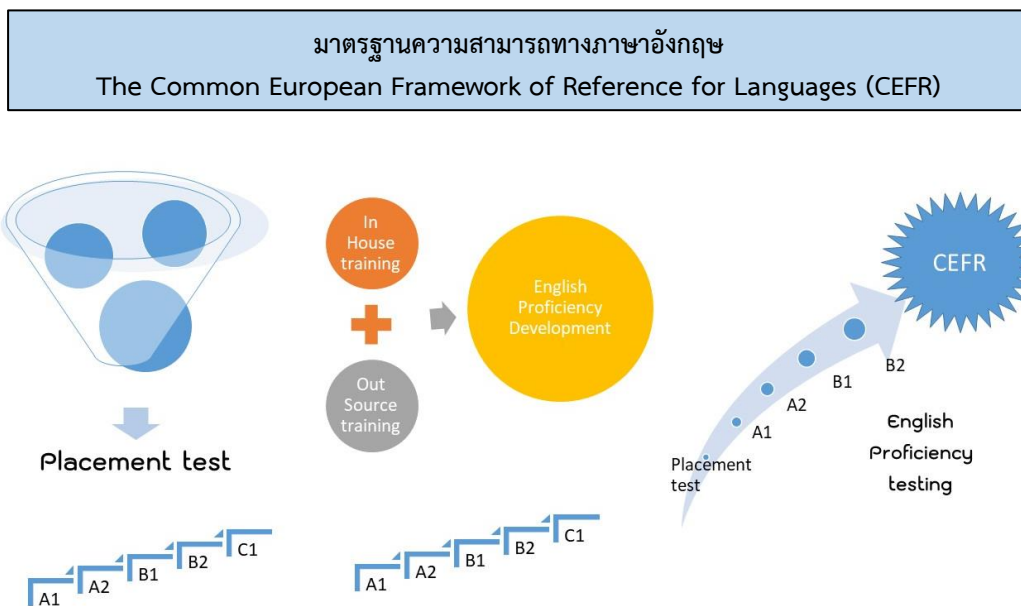 มาตรฐานความสามารถทางภาษาอังกฤษ
The Common European Framework of Reference for Languages (CEFR)
Placement test
A1
A2
B1
B2
C1
In
House
training
Out
Source
training
English
Proficiency
Development
A1
A2
B1
B2
C1
CEFR
Placement
test
A1
A2
B1
B2
English
Proficiency
testing